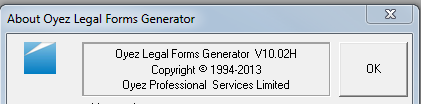 About Oyez Legal Forms Generator
Oyez Legal Forms Generator V10.02H
Copyright © 1994-2013
Oyez Professional Services Limited
OK